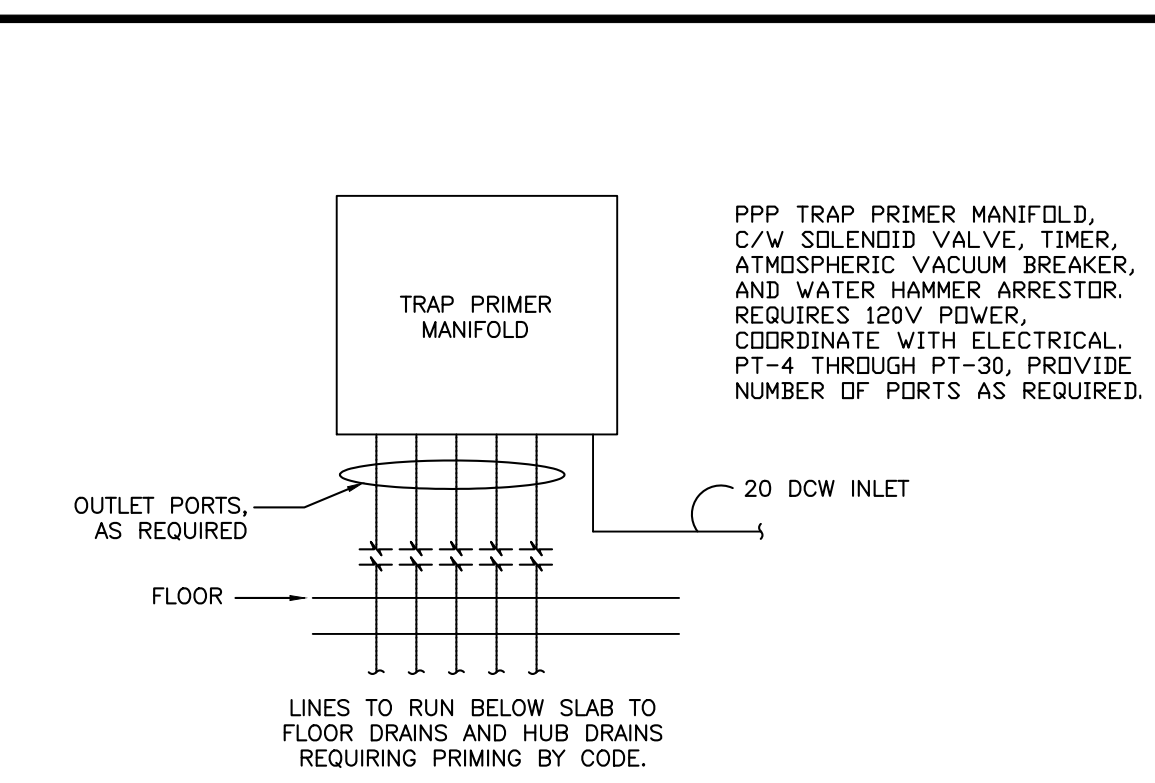 PPP TRAP PRIMER MANIFOLD,
C/W SOLENOID VALVE, TIMER,
ATMOSPHERIC VACUUM BREAKER,
AND WATER HAMMER ARRESTOR.
REQUIRES 120V POWER,
COORDINATE WITH ELECTRICAL.
PT-4 THROUGH PT-30, PROVIDE
NUMBER OF PORTS AS REQUIRED.
TRAP PRIMER
MANIFOLD
20 DCW INLET
OUTLET PORTS,
AS REQUIRED
FLOOR
LINES TO RUN BELOW SLAB TO
FLOOR DRAINS AND HUB DRAINS
REQUIRING PRIMING BY CODE.